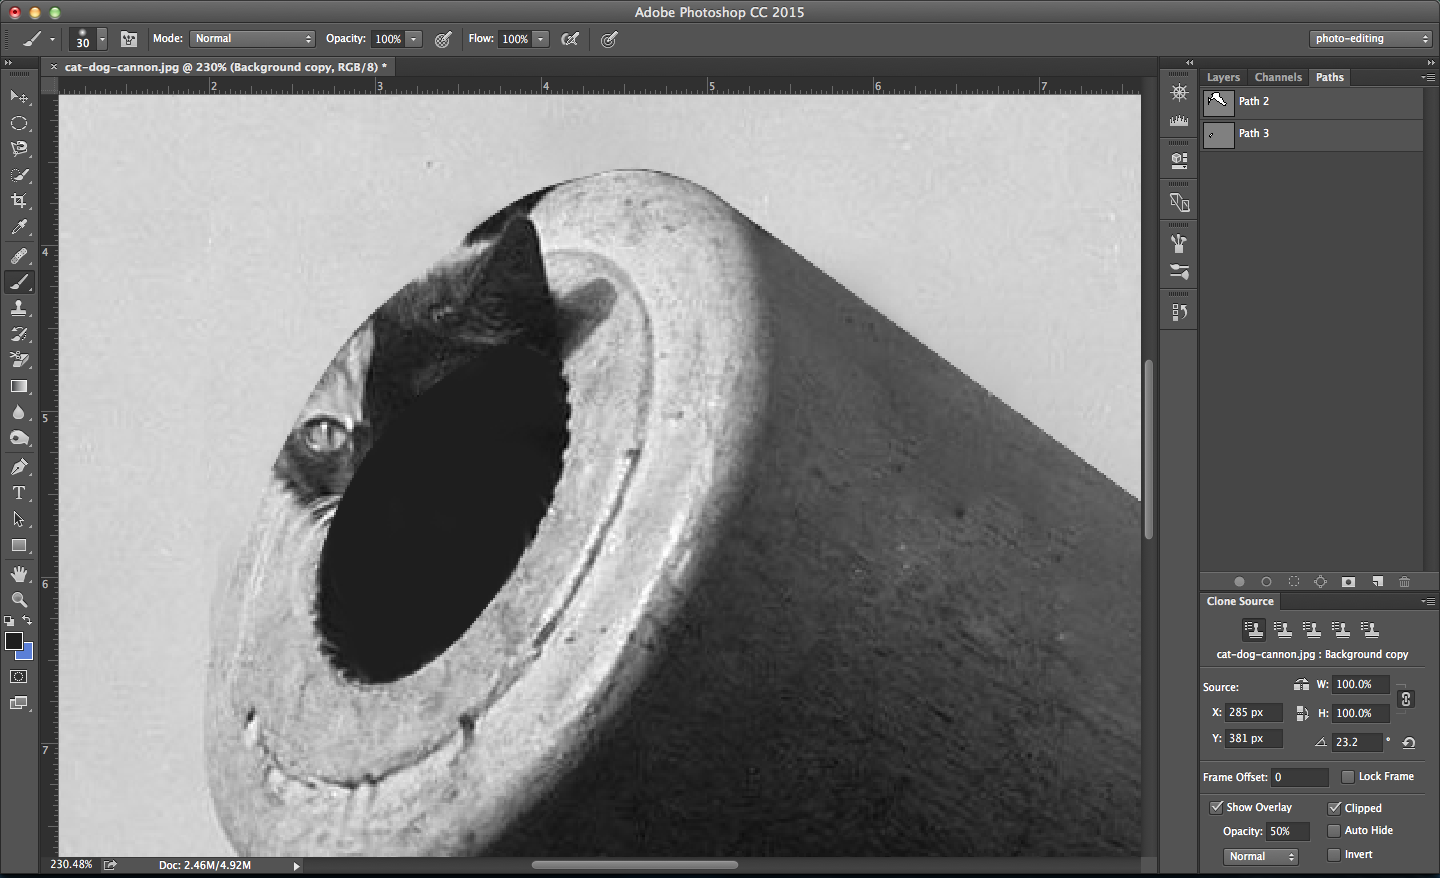 Adobe Photoshop CC 2015
30 Mode: Normal Opacity: 100% Flow: 100% photo-editing
× cat-dog-cannon.jpg @ 230% (Background copy, RGB/8) *
2 3 4 5 6 7
4
5
6
7
T
Layers Channels Paths
Path 2
Path 3
Clone Source
cat-dog-cannon.jpg : Background copy
Source: W: 100.0%
X: 285 px H: 100.0%
Y: 381 px 23.2 °
Frame Offset: 0 Lock Frame
Show Overlay Clipped
Opacity: 50% Auto Hide
Normal Invert
230.48% Doc: 2.46M/4.92M